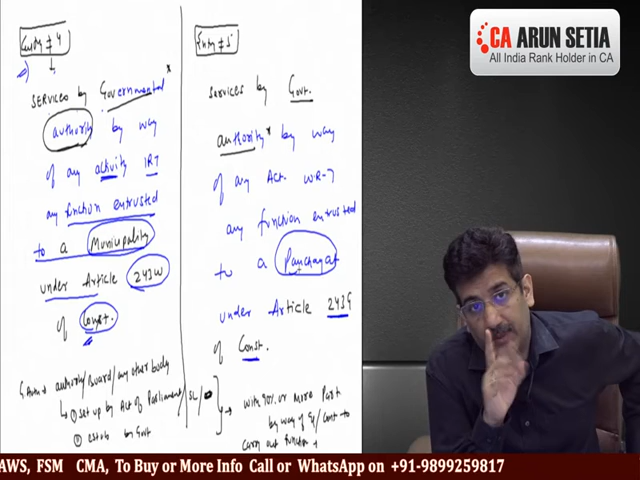 CA ARUN SETIA
All India Rank Holder in CA
Entry # 4
SERVICES by Governmental*
authority by way
of any activity IRT
any function entrusted
to a Municipality
under Article 243W
of Const.
Entry # 5
Services by Govt.
authority* by way
of any Act. W.R.T
any function entrusted
to a Panchayat
under Article 243G
of Const.
authority/Board/any other body
① set up by Act of Parliament/SL/
① estab by Govt
with 90% or more Part
by way of Eq/Cont to
carry out function
AWS, FSM CMA, To Buy or More Info Call or WhatsApp on +91-9899259817